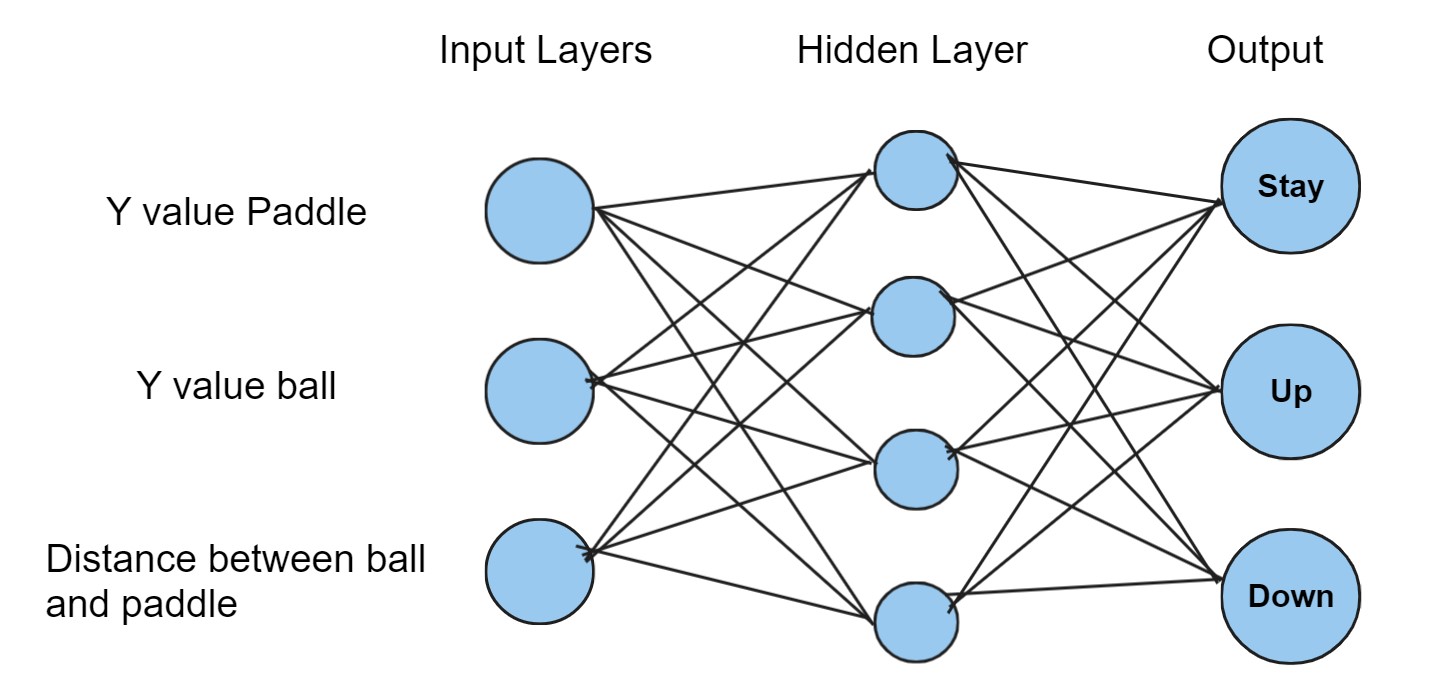 Input Layers
Hidden Layer
Output
Y value Paddle
Stay
Y value ball
Up
Distance between ball
and paddle
Down